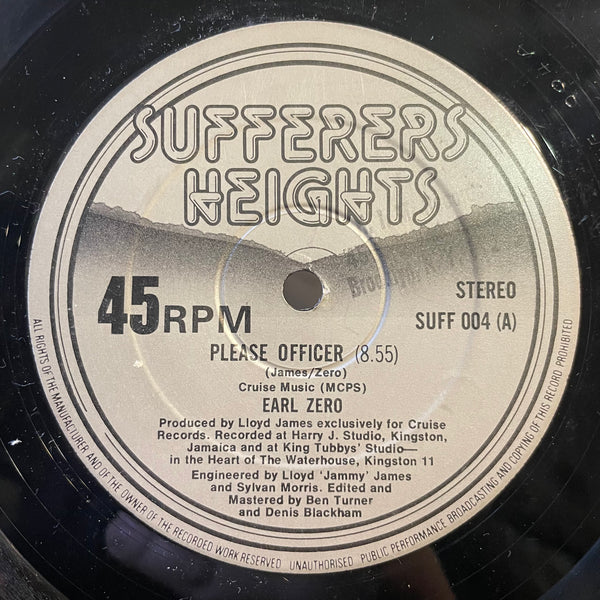 SUFFERERS
HEIGHTS
45 RPM
STEREO
SUFF 004 (A)
PLEASE OFFICER (8.55)
(James/Zero)
Cruise Music (MCPS)
EARL ZERO
Produced by Lloyd James exclusively for Cruise
Records. Recorded at Harry J. Studio, Kingston,
Jamaica and at King Tubbys' Studio—
in the Heart of The Waterhouse, Kingston 11
Engineered by Lloyd 'Jammy' James
and Sylvan Morris. Edited and
Mastered by Ben Turner
and Denis Blackham
ALL RIGHTS OF THE MANUFACTURER AND OF THE OWNER OF THE RECORDED WORK RESERVED UNAUTHORISED PUBLIC PERFORMANCE BROADCASTING AND COPYING OF THIS RECORD PROHIBITED